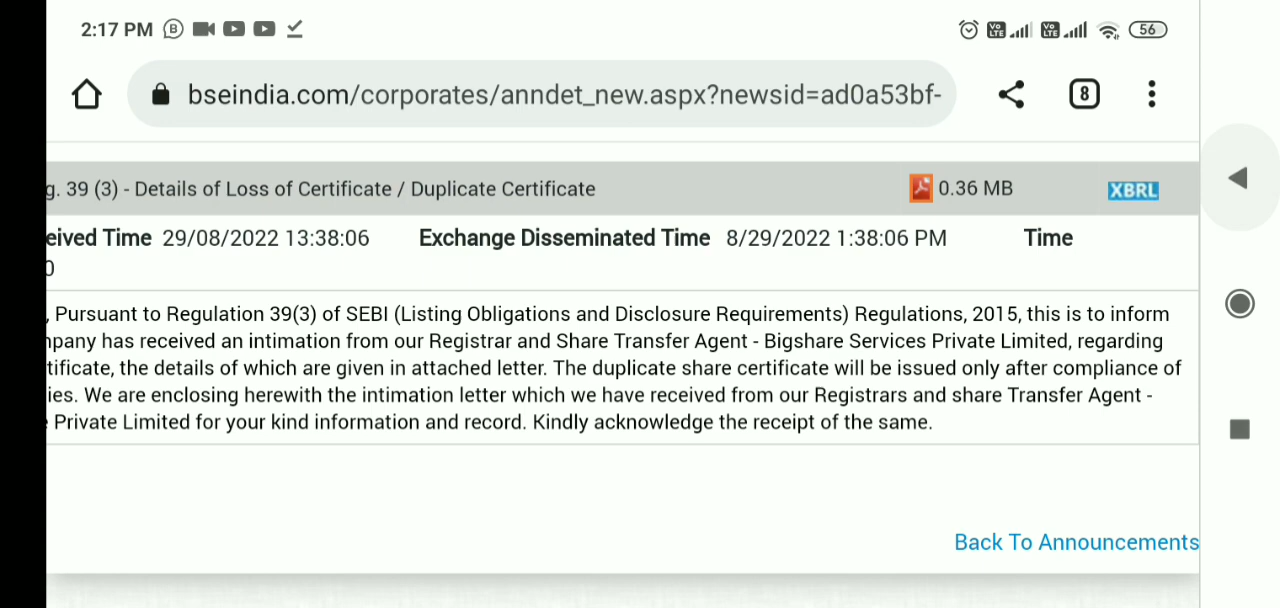 2:17 PM
56
bseindia.com/corporates/anndet_new.aspx?newsid=ad0a53bf-
8
g. 39 (3) - Details of Loss of Certificate / Duplicate Certificate 0.36 MB XBRL
eived Time 29/08/2022 13:38:06 Exchange Disseminated Time 8/29/2022 1:38:06 PM Time
0
, Pursuant to Regulation 39(3) of SEBI (Listing Obligations and Disclosure Requirements) Regulations, 2015, this is to inform
npany has received an intimation from our Registrar and Share Transfer Agent - Bigshare Services Private Limited, regarding
tificate, the details of which are given in attached letter. The duplicate share certificate will be issued only after compliance of
ies. We are enclosing herewith the intimation letter which we have received from our Registrars and share Transfer Agent -
e Private Limited for your kind information and record. Kindly acknowledge the receipt of the same.
Back To Announcements